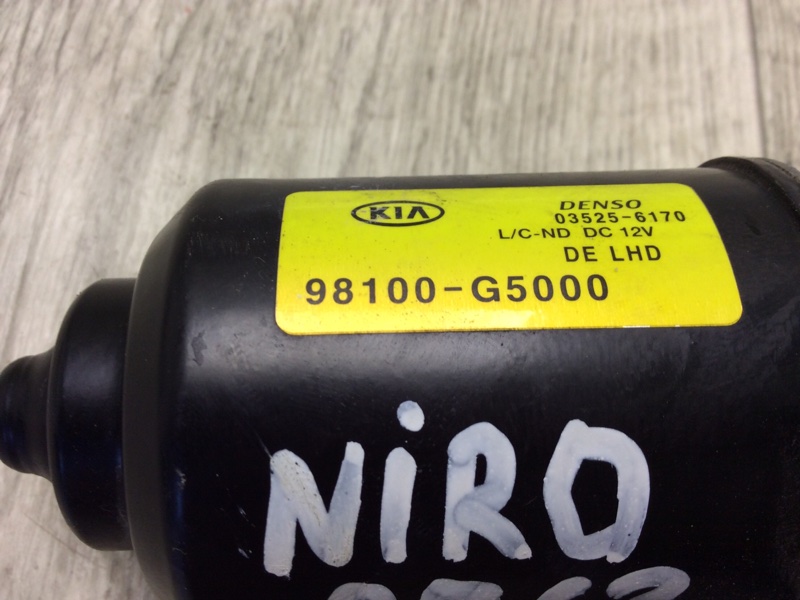 KIA
DENSO
03525-6170
L/C-ND DC 12V
DE LHD
98100-G5000
NiRO